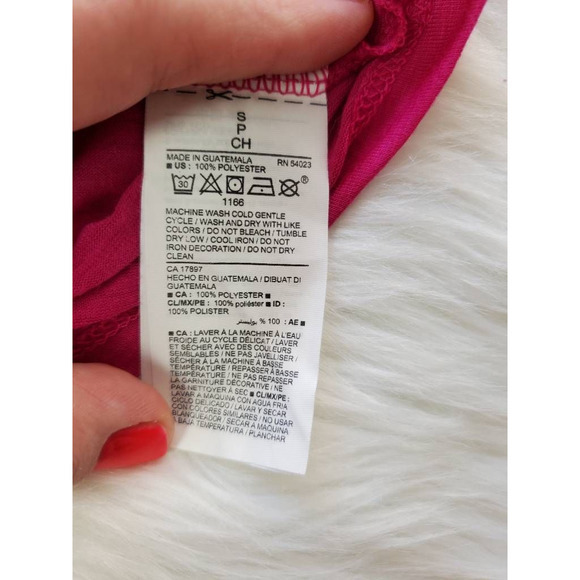 S
P
CH
MADE IN GUATEMALA RN 54023
■ US: 100% POLYESTER
30 ®
1166
MACHINE WASH COLD GENTLE
CYCLE / WASH AND DRY WITH LIKE
COLORS / DO NOT BLEACH / TUMBLE
DRY LOW / COOL IRON / DO NOT
IRON DECORATION / DO NOT DRY
CLEAN
CA 17897
HECHO EN GUATEMALA / DIBUAT DI
GUATEMALA
■ CA: 100% POLYESTER ■
CL/MX/PE: 100% poliéster ■ ID:
100% POLISTER
■ AE: 100 % بوليستر
■ CA: LAVER À LA MACHINE À L'EAU
FROIDE AU CYCLE DÉLICAT / LAVER
ET SÉCHER AVEC DES COULEURS
SEMBLABLES / NE PAS JAVELLISER /
SÉCHER À LA MACHINE À BASSE
TEMPÉRATURE / REPASSER À BASSE
TEMPÉRATURE / NE PAS REPASSER
LA GARNITURE DÉCORATIVE / NE
PAS NETTOYER À SEC ■ CL/MX/PE:
LAVAR A MAQUINA CON AGUA FRIA
CICLO DELICADO / LAVAR Y SECAR
CON COLORES SIMILARES / NO USAR
BLANQUEADOR / SECAR A MAQUINA
A BAJA TEMPERATURA / PLANCHAR